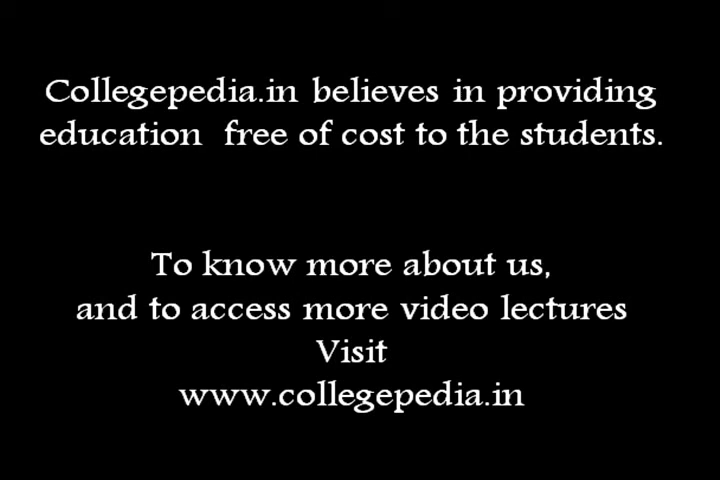 Collegepedia.in believes in providing
education free of cost to the students.
To know more about us,
and to access more video lectures
Visit
www.collegepedia.in